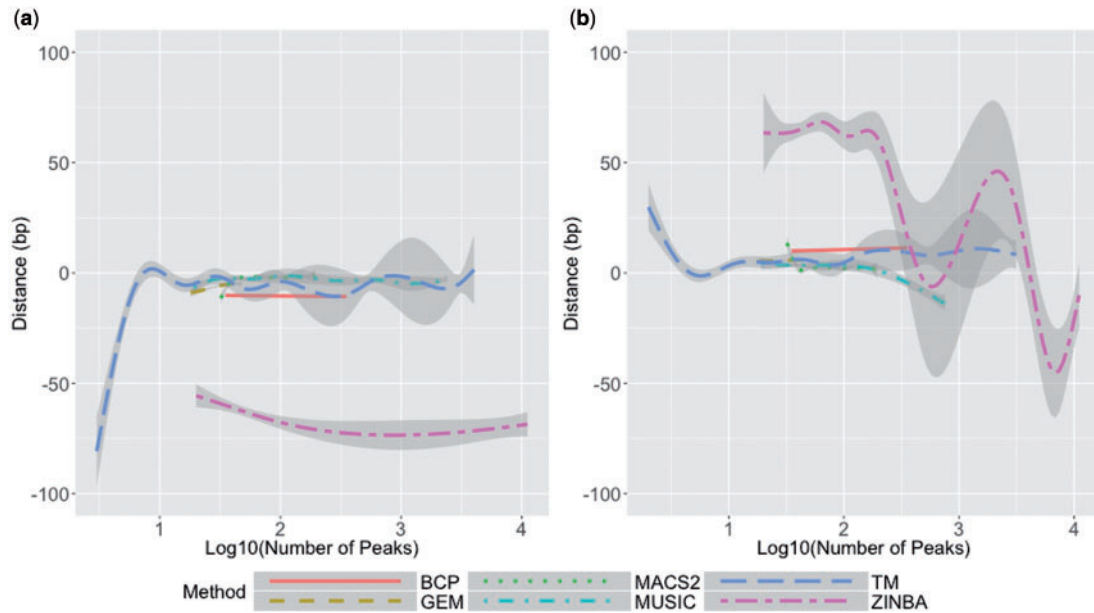 (a)
(b)
100
50
0
-50
-100
Distance (bp)
1 2 3 4
Log10(Number of Peaks)
100
50
0
-50
-100
Distance (bp)
1 2 3 4
Log10(Number of Peaks)
Method
BCP MACS2 TM
GEM MUSIC ZINBA